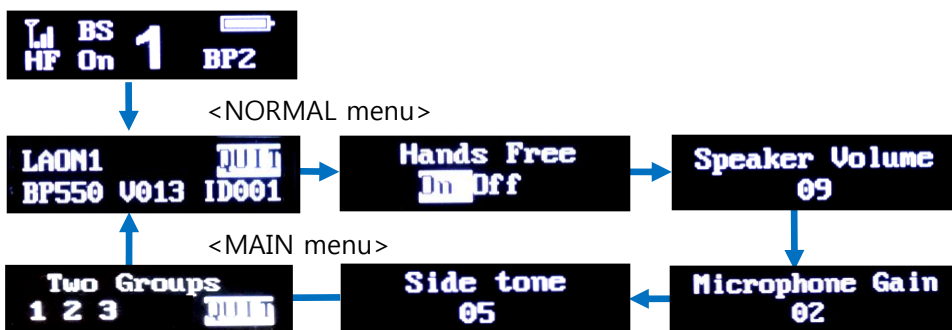 BS
HF On 1 BP2
<NORMAL menu>
LAON1 QUIT
BP550 V013 ID001
Hands Free
On Off
Speaker Volume
09
<MAIN menu>
Two Groups
1 2 3 QUIT
Side tone
05
Microphone Gain
02